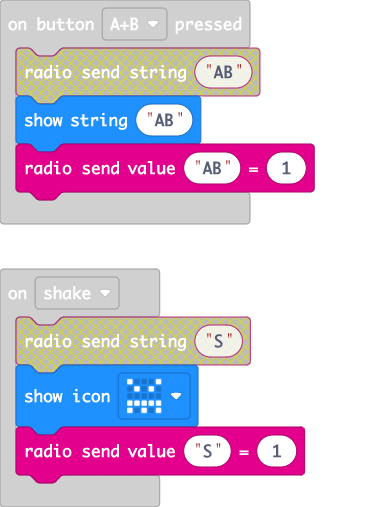 on button A+B pressed
radio send string "AB"
show string "AB"
radio send value "AB" = 1
on shake
radio send string "S"
show icon
radio send value "S" = 1